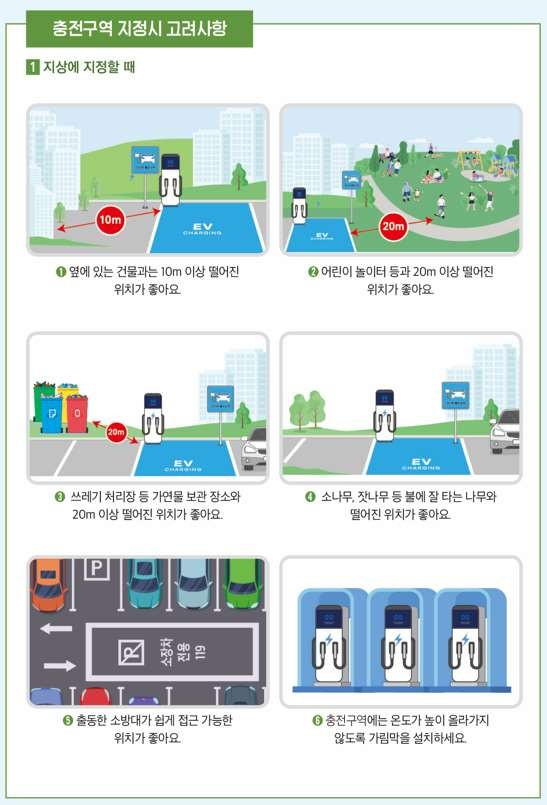 충전구역 지정시 고려사항
1 지상에 지정할 때
10m
EV
CHARGING
20m
EV
CHARGING
❶ 옆에 있는 건물과는 10m 이상 떨어진
위치가 좋아요.
❷ 어린이 놀이터 등과 20m 이상 떨어진
위치가 좋아요.
20m
EV
CHARGING
EV
CHARGING
❸ 쓰레기 처리장 등 가연물 보관 장소와
20m 이상 떨어진 위치가 좋아요.
❹ 소나무, 잣나무 등 불에 잘 타는 나무와
떨어진 위치가 좋아요.
P
P
소방차
전용
119
❺ 출동한 소방대가 쉽게 접근 가능한
위치가 좋아요.
❻ 충전구역에는 온도가 높이 올라가지
않도록 가림막을 설치하세요.